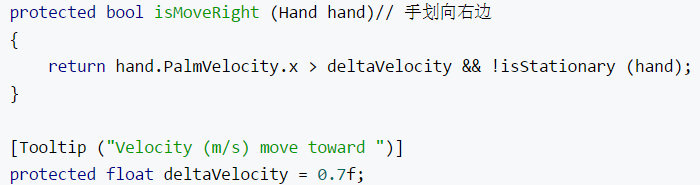 protected bool isMoveRight (Hand hand)// 手划向右边
{
    return hand.PalmVelocity.x > deltaVelocity && !isStationary (hand);
}
[Tooltip ("Velocity (m/s) move toward ")]
protected float deltaVelocity = 0.7f;